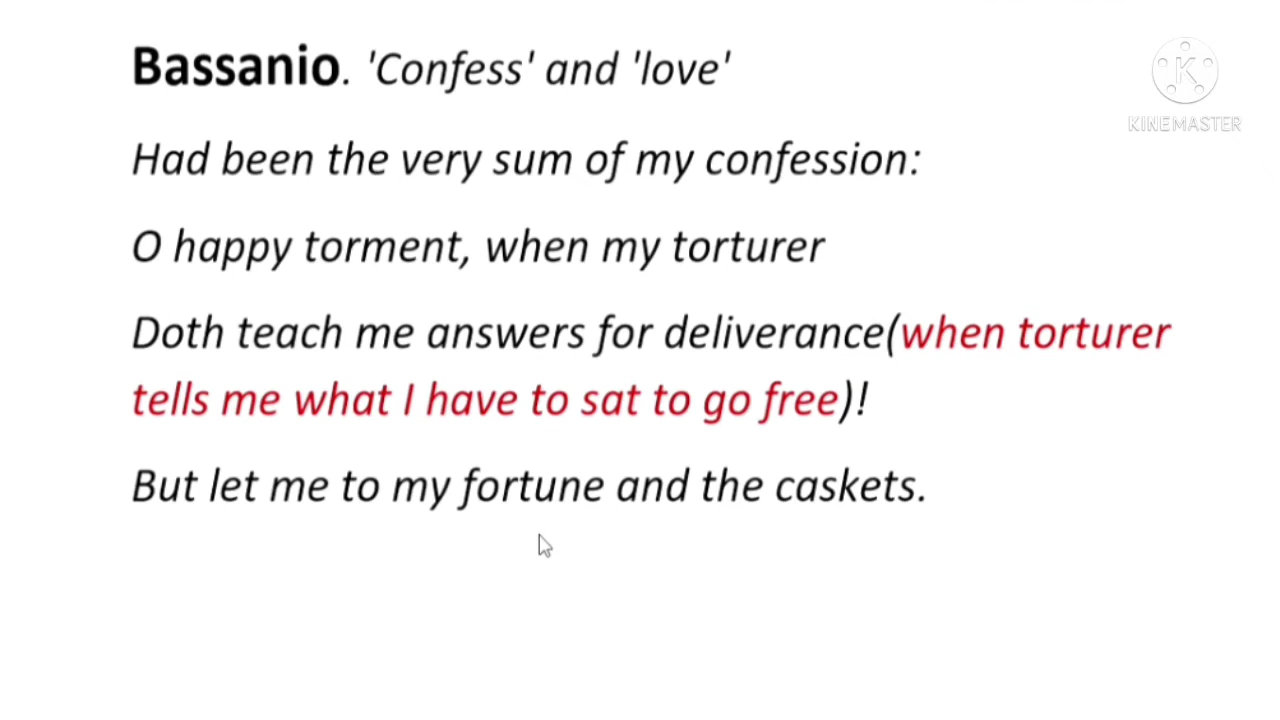 Bassanio. 'Confess' and 'love'
KINEMASTER
Had been the very sum of my confession:
O happy torment, when my torturer
Doth teach me answers for deliverance(when torturer
tells me what I have to sat to go free)!
But let me to my fortune and the caskets.